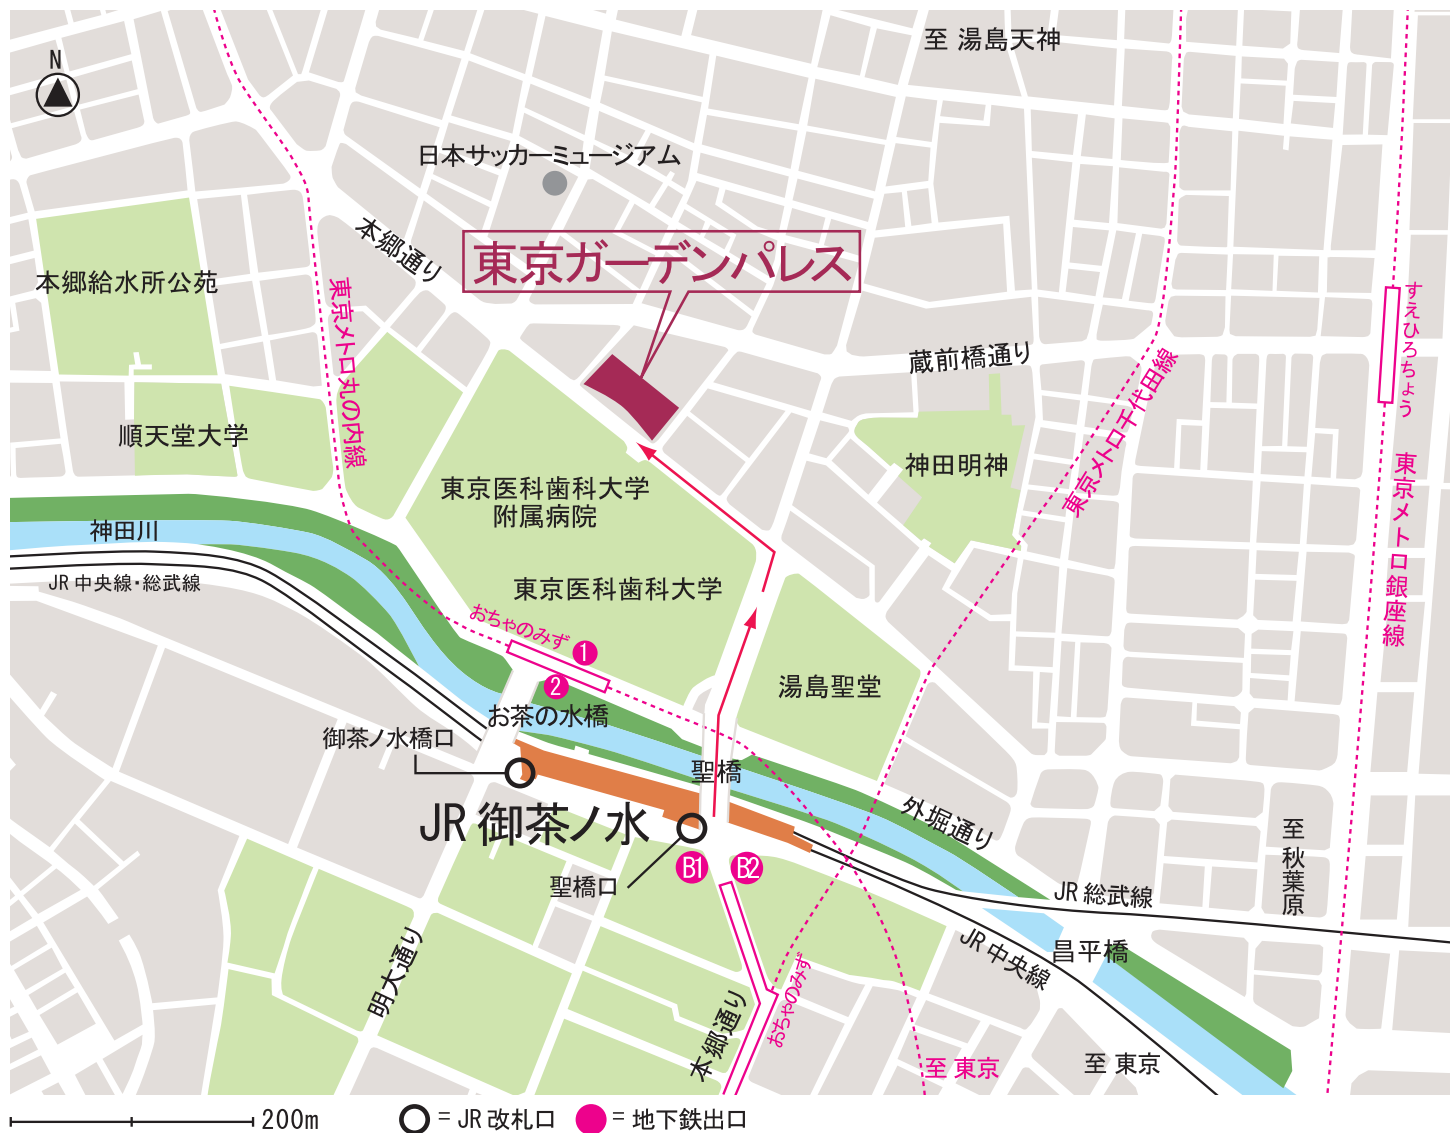 N
至 湯島天神
日本サッカーミュージアム
本郷通り
東京ガーデンパレス
本郷給水所公苑
東京メトロ丸の内線
すえひろちょう
蔵前橋通り
東京メトロ千代田線
順天堂大学
神田明神
東京メトロ銀座線
東京医科歯科大学
附属病院
神田川
JR 中央線・総武線
東京医科歯科大学
おちゃのみず
1
2
湯島聖堂
お茶の水橋
御茶ノ水橋口
聖橋
JR 御茶ノ水
外堀通り
至 秋葉原
B1
B2
聖橋口
JR 総武線
明大通り
JR 中央線
昌平橋
おちゃのみず
本郷通り
至 東京
至 東京
200m
= JR 改札口
= 地下鉄出口